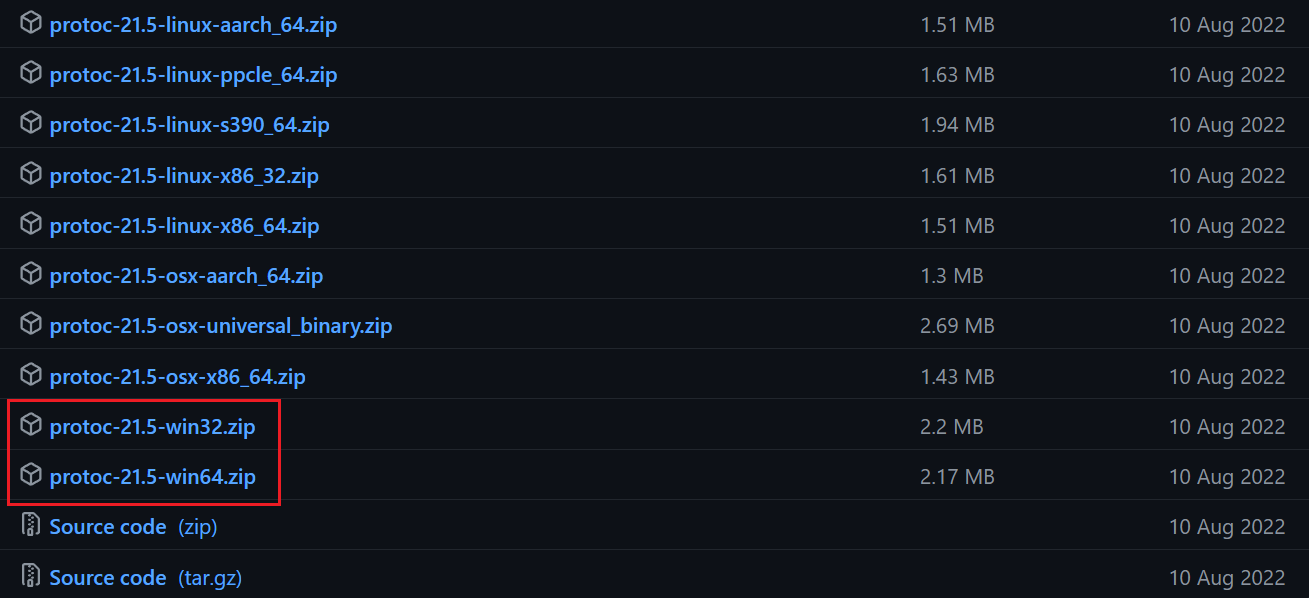 protoc-21.5-linux-aarch_64.zip 1.51 MB 10 Aug 2022
protoc-21.5-linux-ppcle_64.zip 1.63 MB 10 Aug 2022
protoc-21.5-linux-s390_64.zip 1.94 MB 10 Aug 2022
protoc-21.5-linux-x86_32.zip 1.61 MB 10 Aug 2022
protoc-21.5-linux-x86_64.zip 1.51 MB 10 Aug 2022
protoc-21.5-osx-aarch_64.zip 1.3 MB 10 Aug 2022
protoc-21.5-osx-universal_binary.zip 2.69 MB 10 Aug 2022
protoc-21.5-osx-x86_64.zip 1.43 MB 10 Aug 2022
protoc-21.5-win32.zip 2.2 MB 10 Aug 2022
protoc-21.5-win64.zip 2.17 MB 10 Aug 2022
Source code (zip) 10 Aug 2022
Source code (tar.gz) 10 Aug 2022